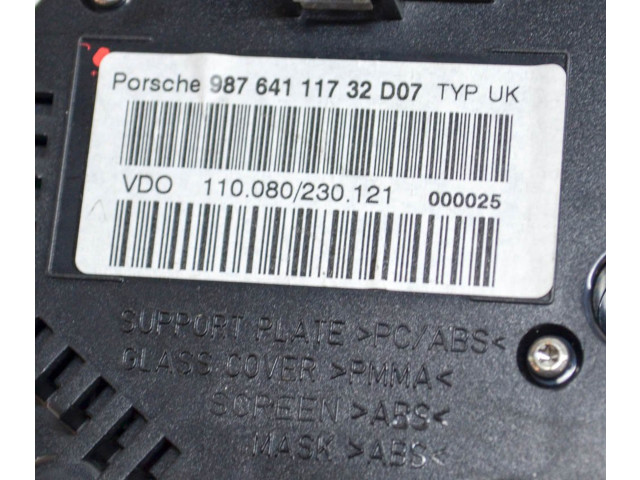 Porsche 987 641 117 32 D07 TYP UK
VDO 110.080/230.121 000025
SUPPORT PLATE >PC/ABS<
GLASS COVER >PMMA<
SCREEN >ABS<
MASK >ABS<